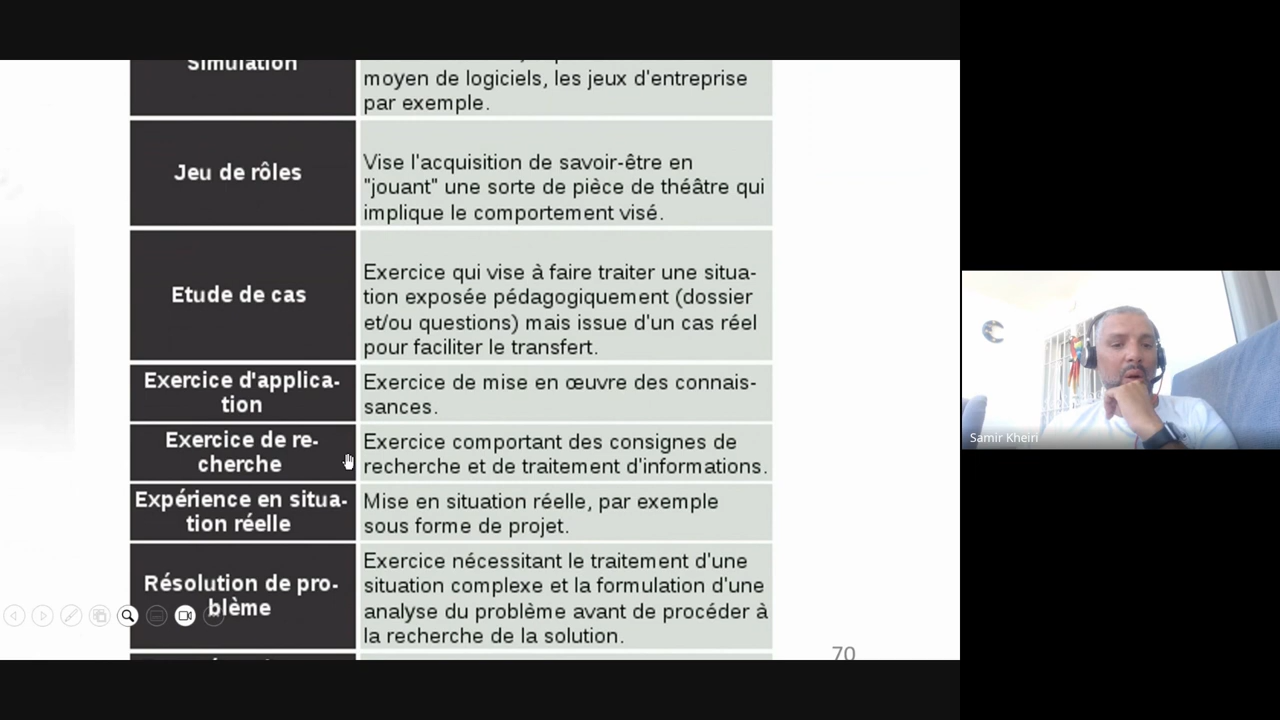 Simulation
moyen de logiciels, les jeux d'entreprise
par exemple.
Jeu de rôles
Vise l'acquisition de savoir-être en
"jouant" une sorte de pièce de théâtre qui
implique le comportement visé.
Etude de cas
Exercice qui vise à faire traiter une situa-
tion exposée pédagogiquement (dossier
et/ou questions) mais issue d'un cas réel
pour faciliter le transfert.
Exercice d'applica-
tion
Exercice de mise en œuvre des connais-
sances.
Exercice de re-
cherche
Exercice comportant des consignes de
recherche et de traitement d'informations.
Expérience en situa-
tion réelle
Mise en situation réelle, par exemple
sous forme de projet.
Résolution de pro-
blème
Exercice nécessitant le traitement d'une
situation complexe et la formulation d'une
analyse du problème avant de procéder à
la recherche de la solution.
70
Samir Kheiri